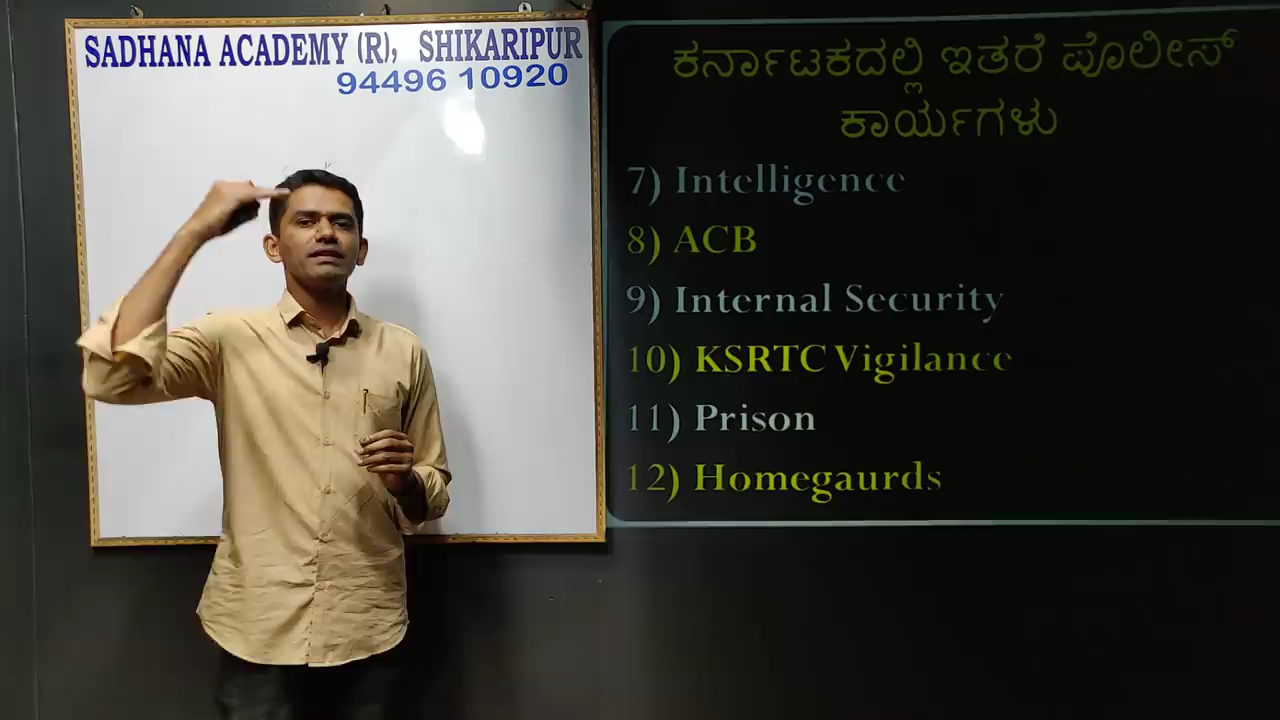 SADHANA ACADEMY (R), SHIKARIPUR
94496 10920
ಕರ್ನಾಟಕದಲ್ಲಿ ಇತರೆ ಪೊಲೀಸ್
ಕಾರ್ಯಗಳು
7) Intelligence
8) ACB
9) Internal Security
10) KSRTC Vigilance
11) Prison
12) Homegaurds